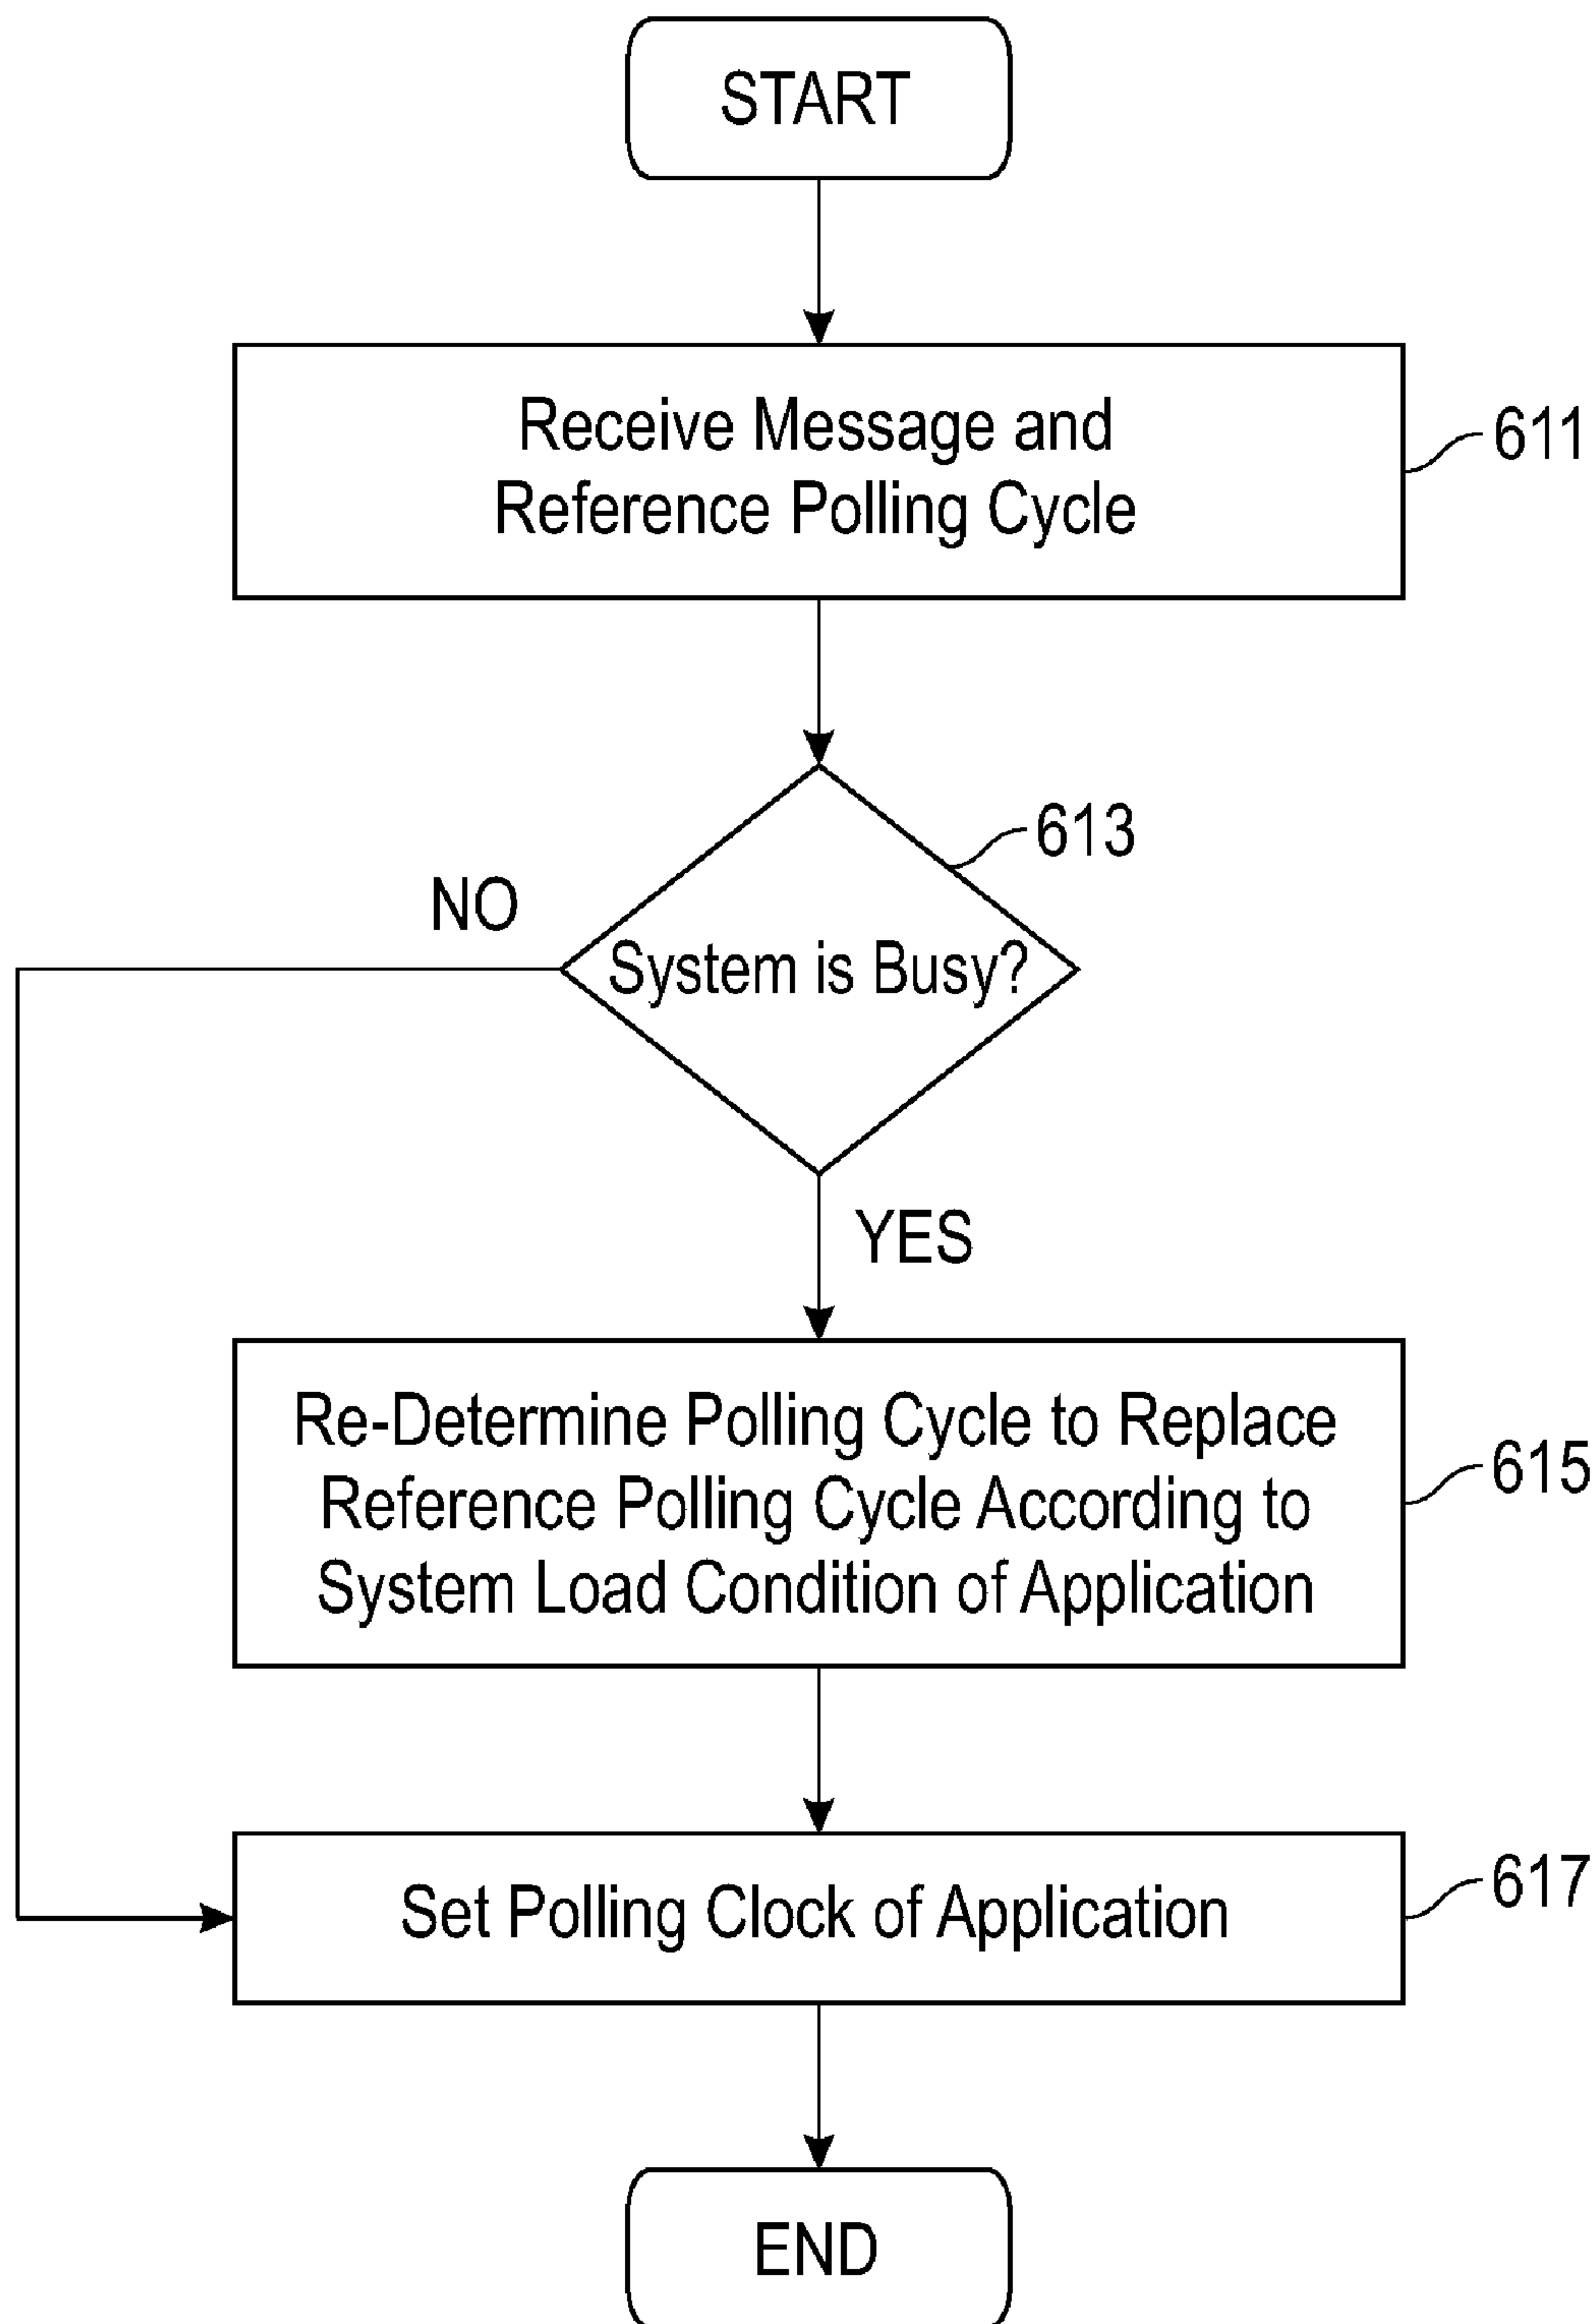 START
Receive Message and
Reference Polling Cycle
611
613
NO
System is Busy?
YES
Re-Determine Polling Cycle to Replace
Reference Polling Cycle According to
System Load Condition of Application
615
Set Polling Clock of Application
617
END